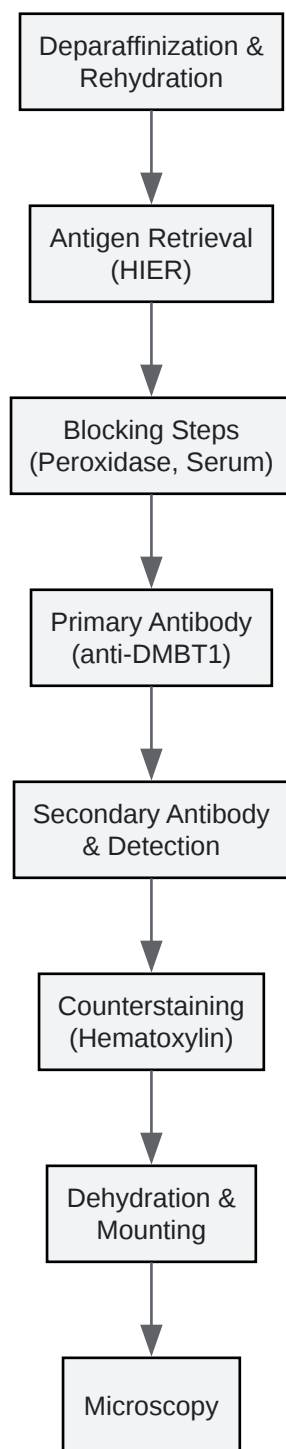 Deparaffinization &
Rehydration
Antigen Retrieval
(HIER)
Blocking Steps
(Peroxidase, Serum)
Primary Antibody
(anti-DMBT1)
Secondary Antibody
& Detection
Counterstaining
(Hematoxylin)
Dehydration &
Mounting
Microscopy